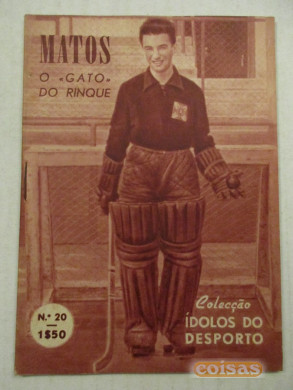 MATOS
O «GATO»
DO RINQUE
N.º 20
1$50
Colecção
ÍDOLOS DO
DESPORTO
coisas